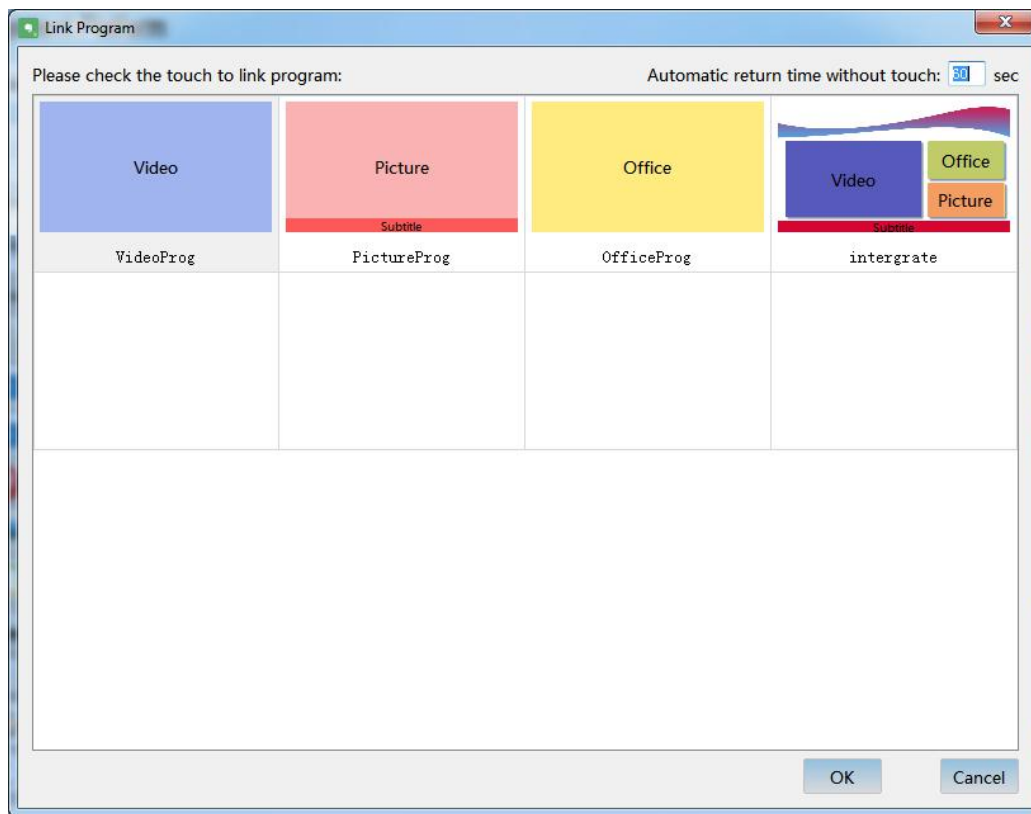 Link Program
Please check the touch to link program: Automatic return time without touch: 60 sec
Video Picture Office Video Office
Picture
Subtitle Subtitle
VideoProg PictureProg OfficeProg intergrate
OK Cancel